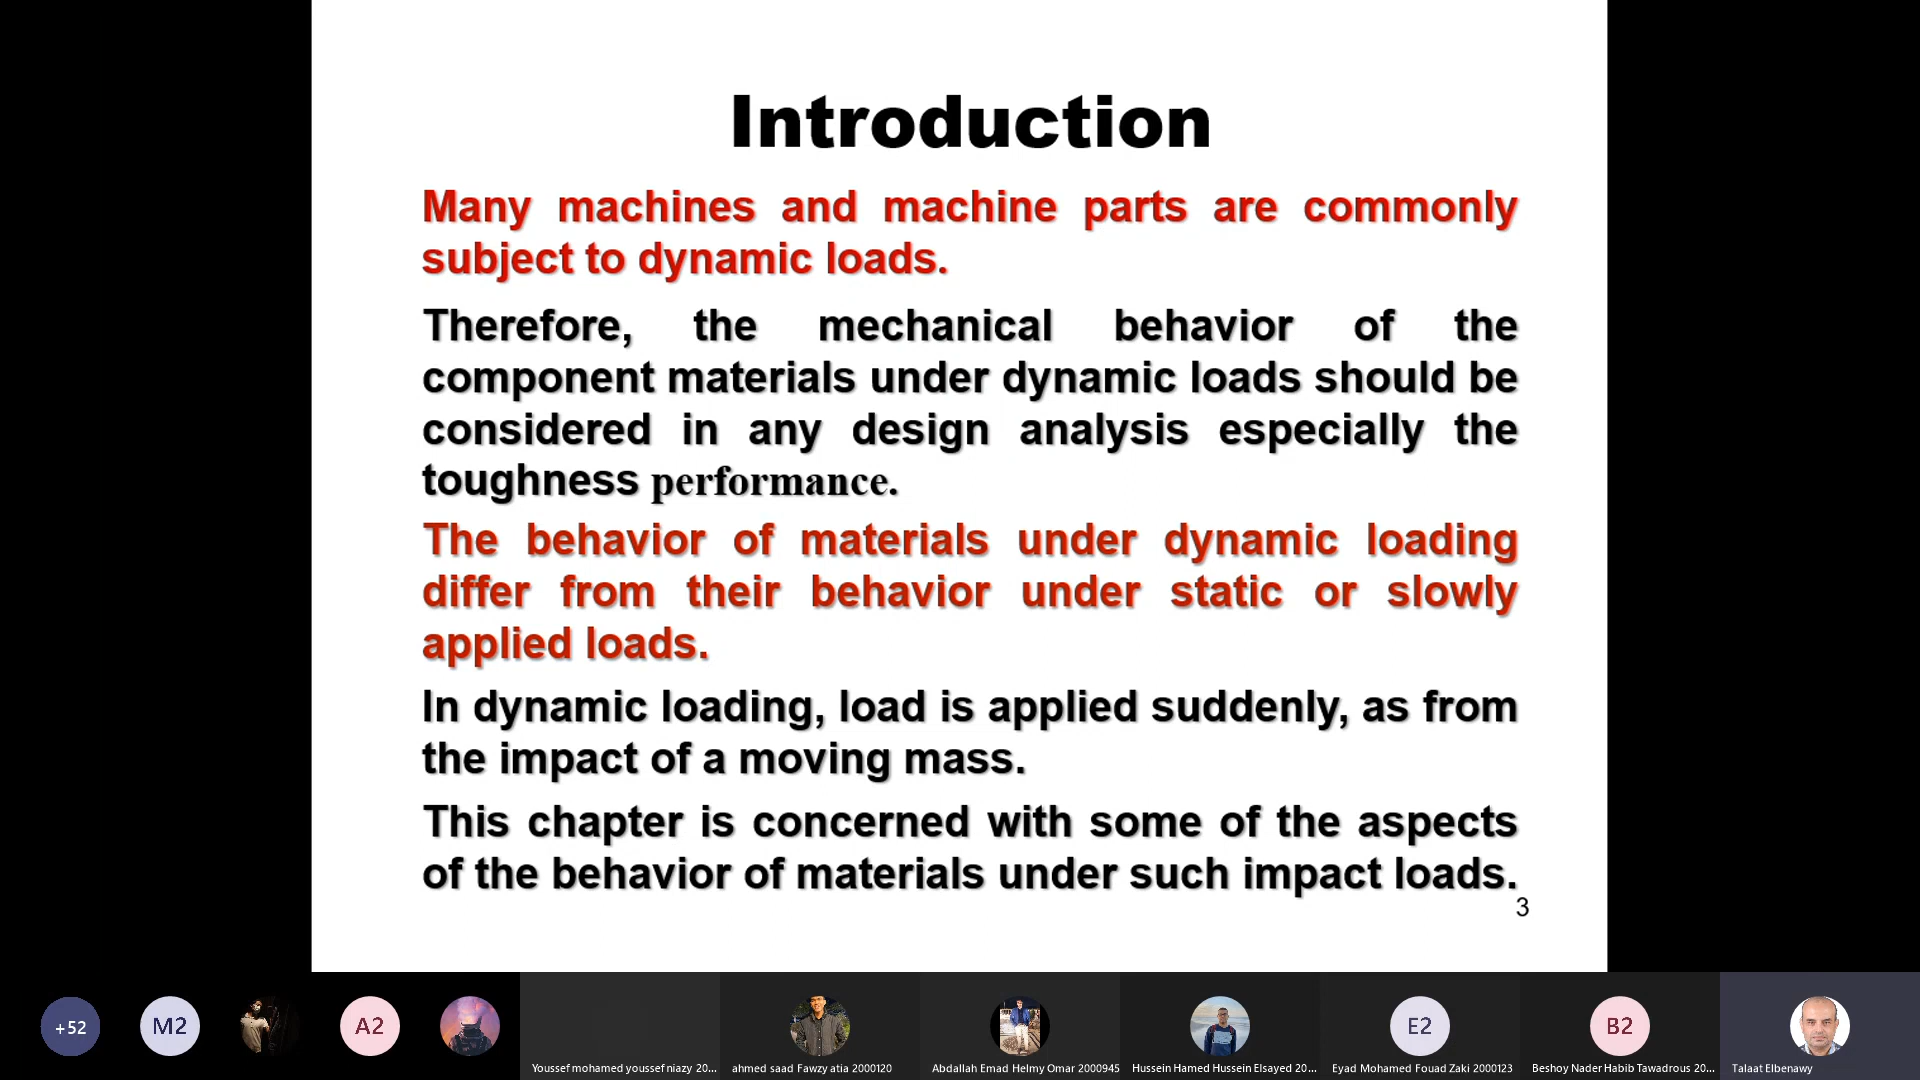 Introduction
Many machines and machine parts are commonly
subject to dynamic loads.
Therefore, the mechanical behavior of the
component materials under dynamic loads should be
considered in any design analysis especially the
toughness performance.
The behavior of materials under dynamic loading
differ from their behavior under static or slowly
applied loads.
In dynamic loading, load is applied suddenly, as from
the impact of a moving mass.
This chapter is concerned with some of the aspects
of the behavior of materials under such impact loads.
3
+52
M2
A2
E2
B2
Youssef mohamed youssef niazy 20...
ahmed saad Fawzy atia 2000120
Abdallah Emad Helmy Omar 2000945
Hussein Hamed Hussein Elsayed 20...
Eyad Mohamed Fouad Zaki 2000123
Beshoy Nader Habib Tawadrous 20...
Talaat Elbenawy